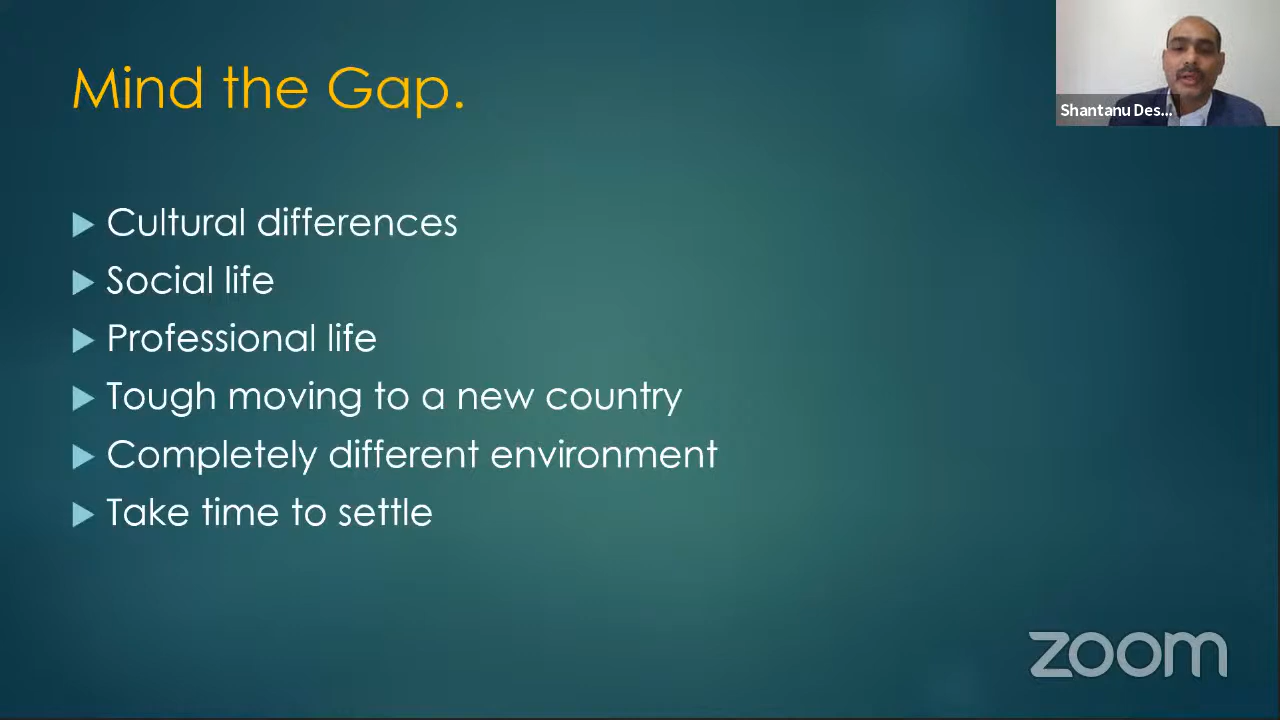 Mind the Gap.
Shantanu Des...
Cultural differences
Social life
Professional life
Tough moving to a new country
Completely different environment
Take time to settle
zoom